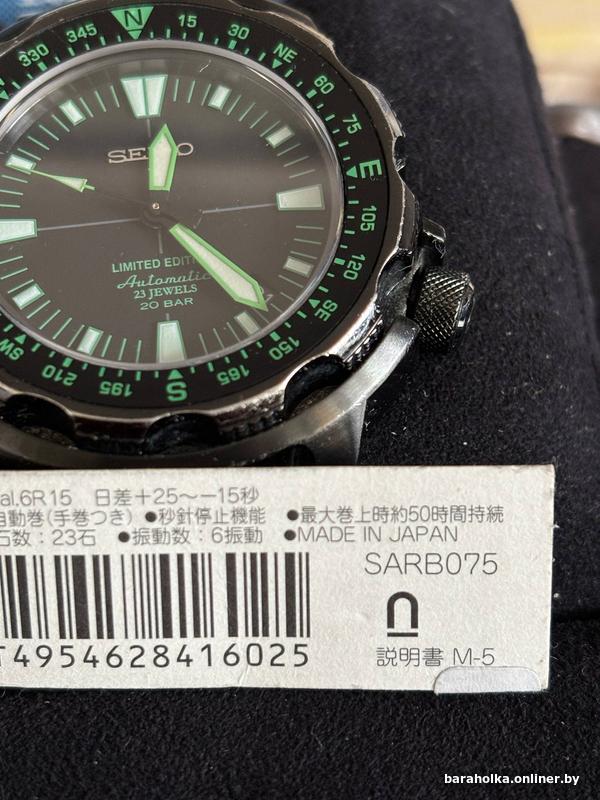 330
345
N
15
30
NE
60
75
E
105
120
SE
150
165
S
195
210
SW
SEIKO
LIMITED EDIT
Automatic
23 JEWELS
20 BAR
al.6R15 日差+25～-15秒
自動巻(手巻つき) ●秒針停止機能 ●最大巻上時約50時間持続
石数：23石 ●振動数：6振動 ●MADE IN JAPAN
SARB075
T4954628416025
説明書 M-5
baraholka.onliner.by